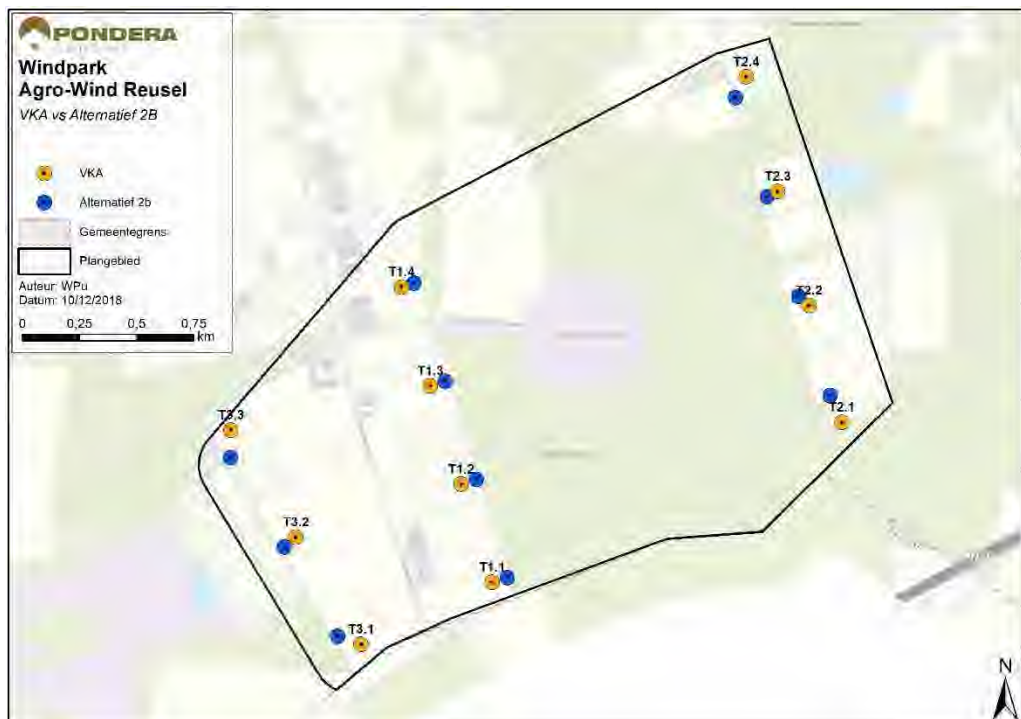 PONDERA
Windpark
Agro-Wind Reusel
VKA vs Alternatief 2B
VKA
Alternatief 2b
Gemeentegrens
Plangebied
Auteur: WPu
Datum: 10/12/2018
0 0,25 0,5 0,75
km
T2.4
T2.3
T2.2
T2.1
T1.4
T1.3
T1.2
T1.1
T3.3
T3.2
T3.1
N